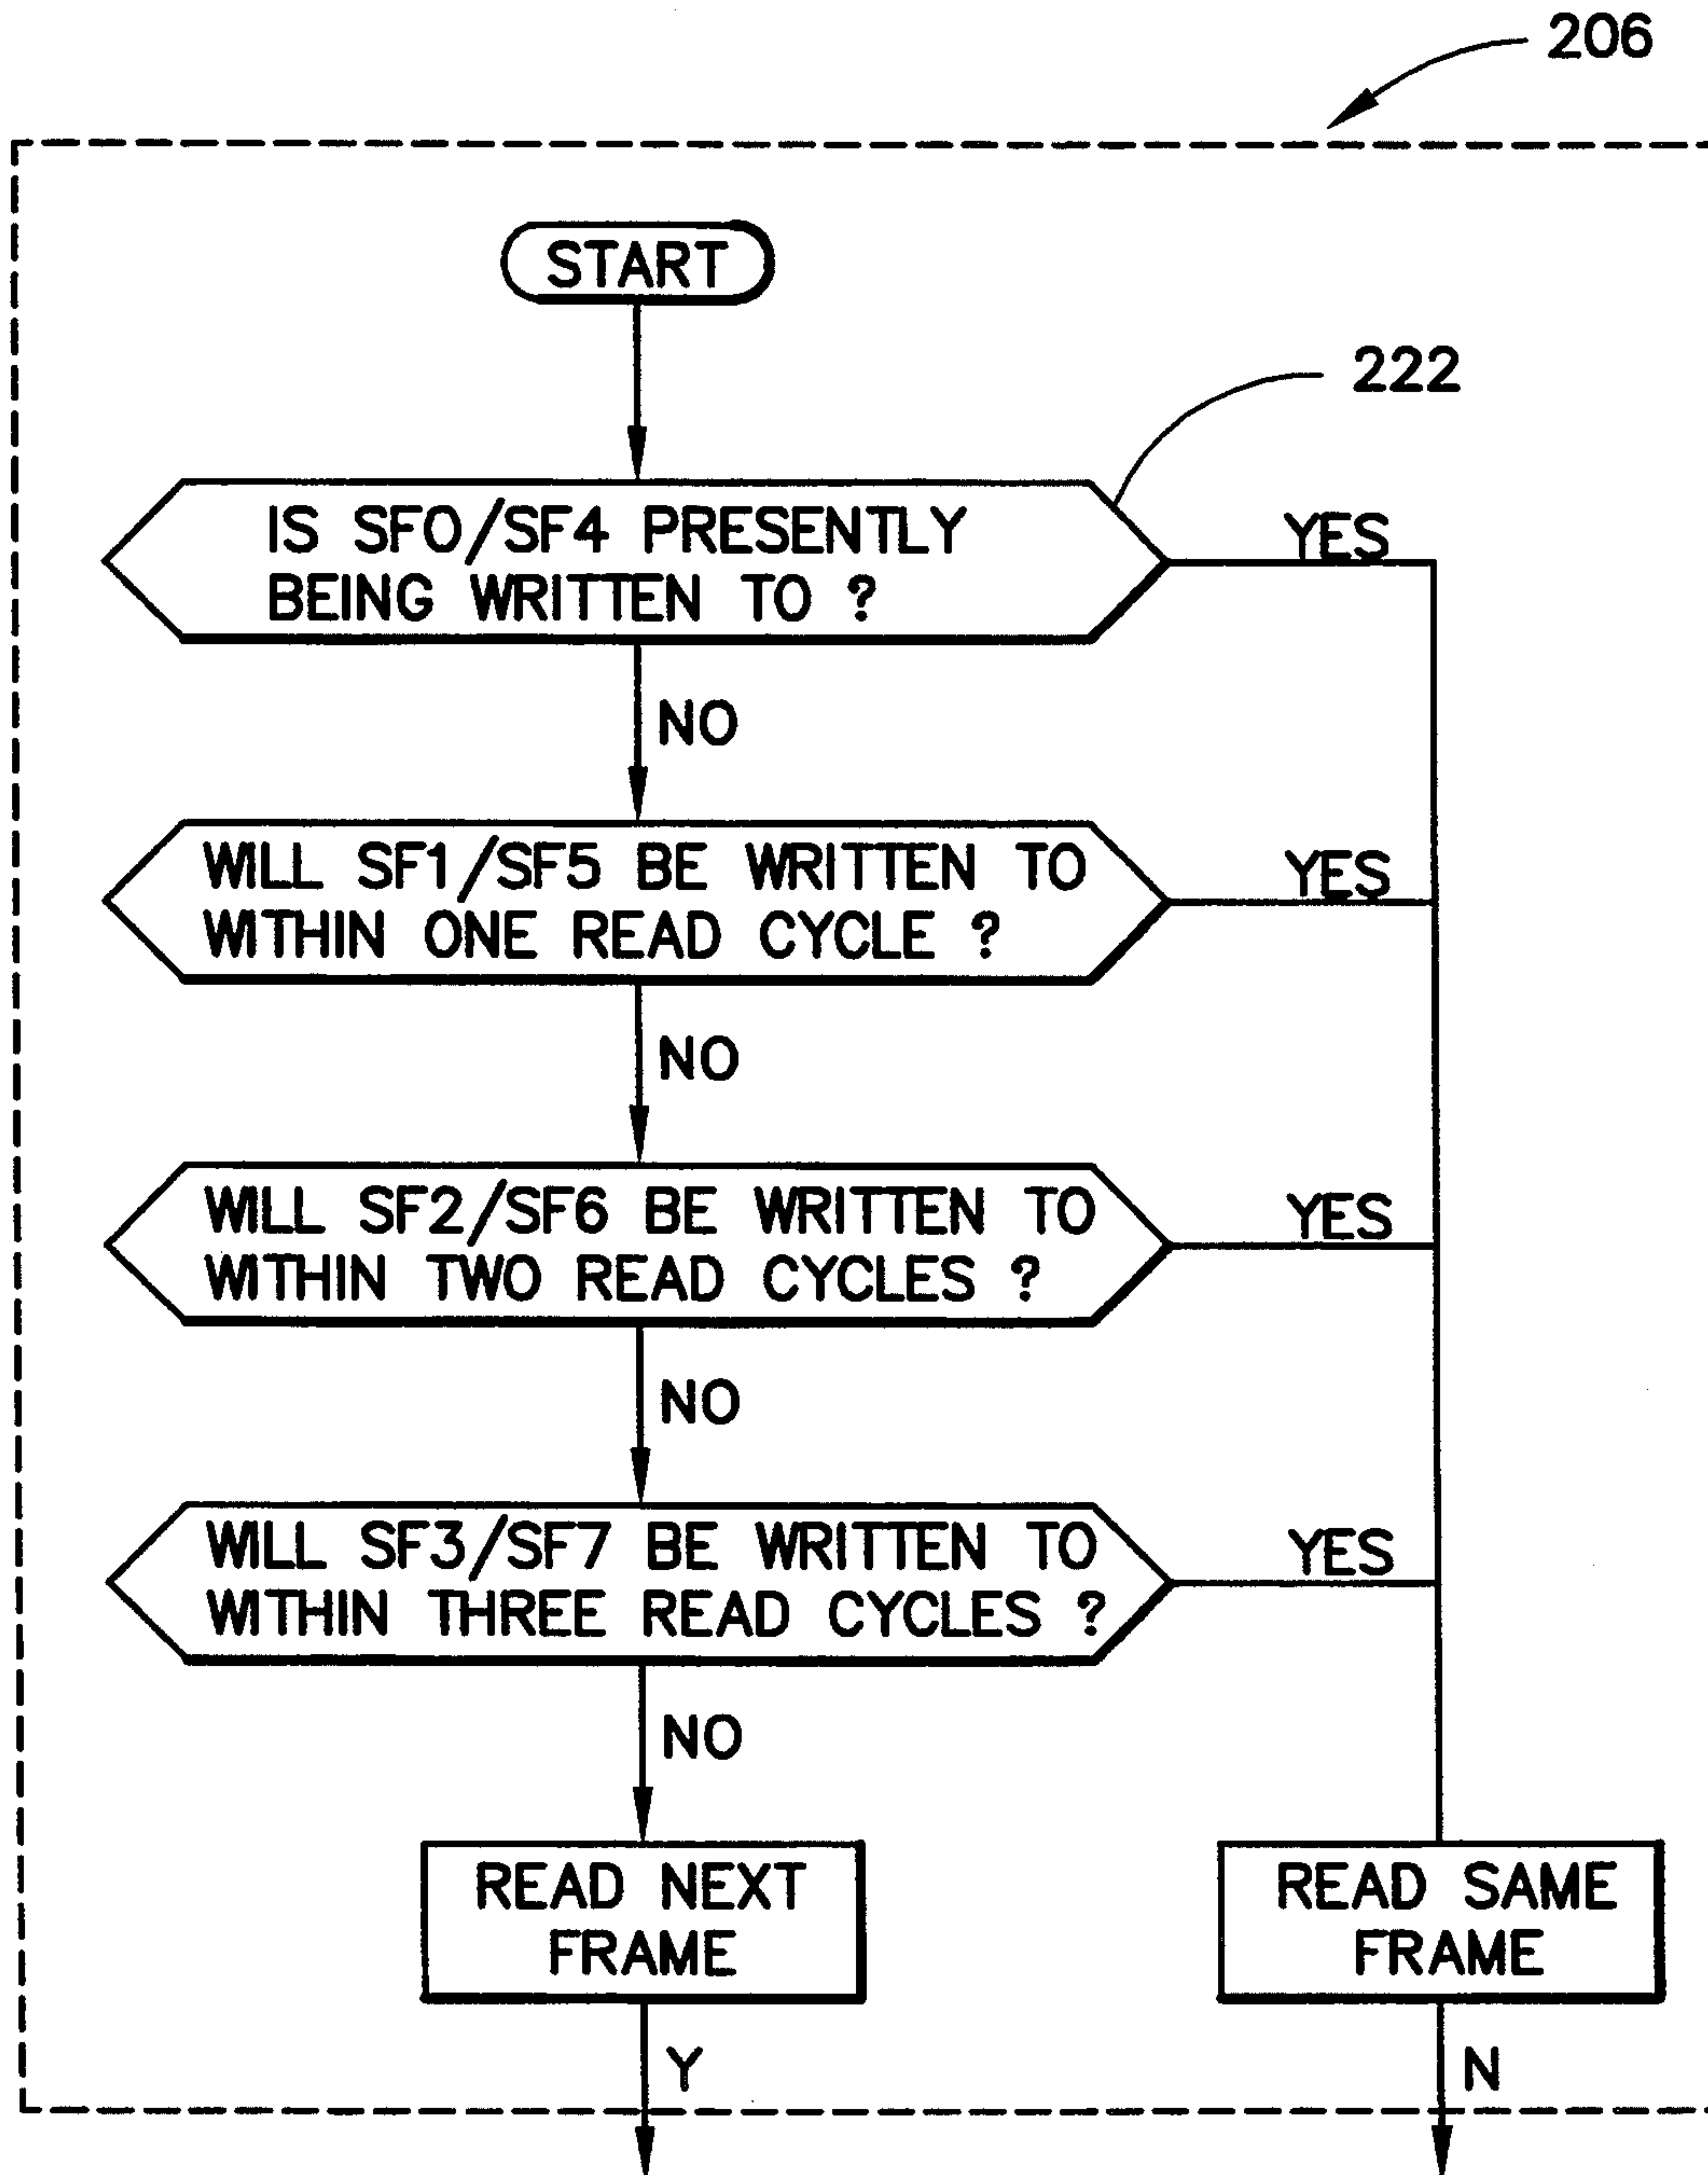 206
START
222
IS SF0/SF4 PRESENTLY
BEING WRITTEN TO ?
YES
NO
WILL SF1/SF5 BE WRITTEN TO
WITHIN ONE READ CYCLE ?
YES
NO
WILL SF2/SF6 BE WRITTEN TO
WITHIN TWO READ CYCLES ?
YES
NO
WILL SF3/SF7 BE WRITTEN TO
WITHIN THREE READ CYCLES ?
YES
NO
READ NEXT
FRAME
READ SAME
FRAME
Y
N